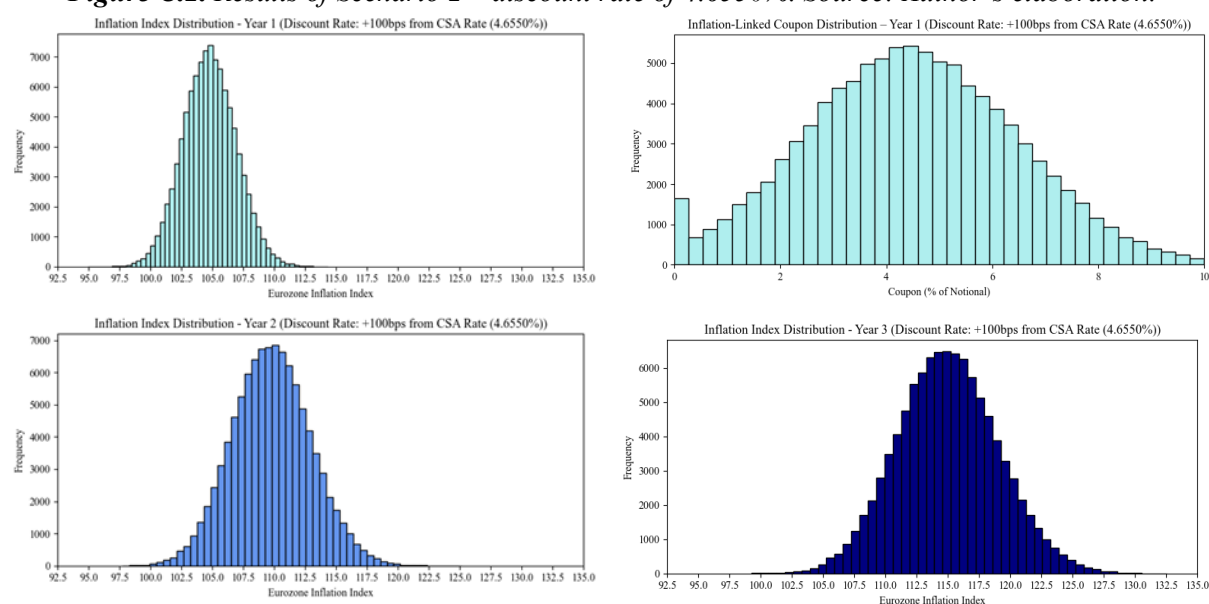 Results of Scenario discount rate of 4.6550%. Source: Author's elaboration.
Inflation Index Distribution - Year 1 (Discount Rate: +100bps from CSA Rate (4.6550%))
Frequency
7000
6000
5000
4000
3000
2000
1000
0
92.5 95.0 97.5 100.0 102.5 105.0 107.5 110.0 112.5 115.0 117.5 120.0 122.5 125.0 127.5 130.0 132.5 135.0
Eurozone Inflation Index
Inflation-Linked Coupon Distribution – Year 1 (Discount Rate: +100bps from CSA Rate (4.6550%))
Frequency
5000
4000
3000
2000
1000
0
0 2 4 6 8 10
Coupon (% of Notional)
Inflation Index Distribution - Year 2 (Discount Rate: +100bps from CSA Rate (4.6550%))
Frequency
7000
6000
5000
4000
3000
2000
1000
0
92.5 95.0 97.5 100.0 102.5 105.0 107.5 110.0 112.5 115.0 117.5 120.0 122.5 125.0 127.5 130.0 132.5 135.0
Eurozone Inflation Index
Inflation Index Distribution - Year 3 (Discount Rate: +100bps from CSA Rate (4.6550%))
Frequency
6000
5000
4000
3000
2000
1000
0
92.5 95.0 97.5 100.0 102.5 105.0 107.5 110.0 112.5 115.0 117.5 120.0 122.5 125.0 127.5 130.0 132.5 135.0
Eurozone Inflation Index